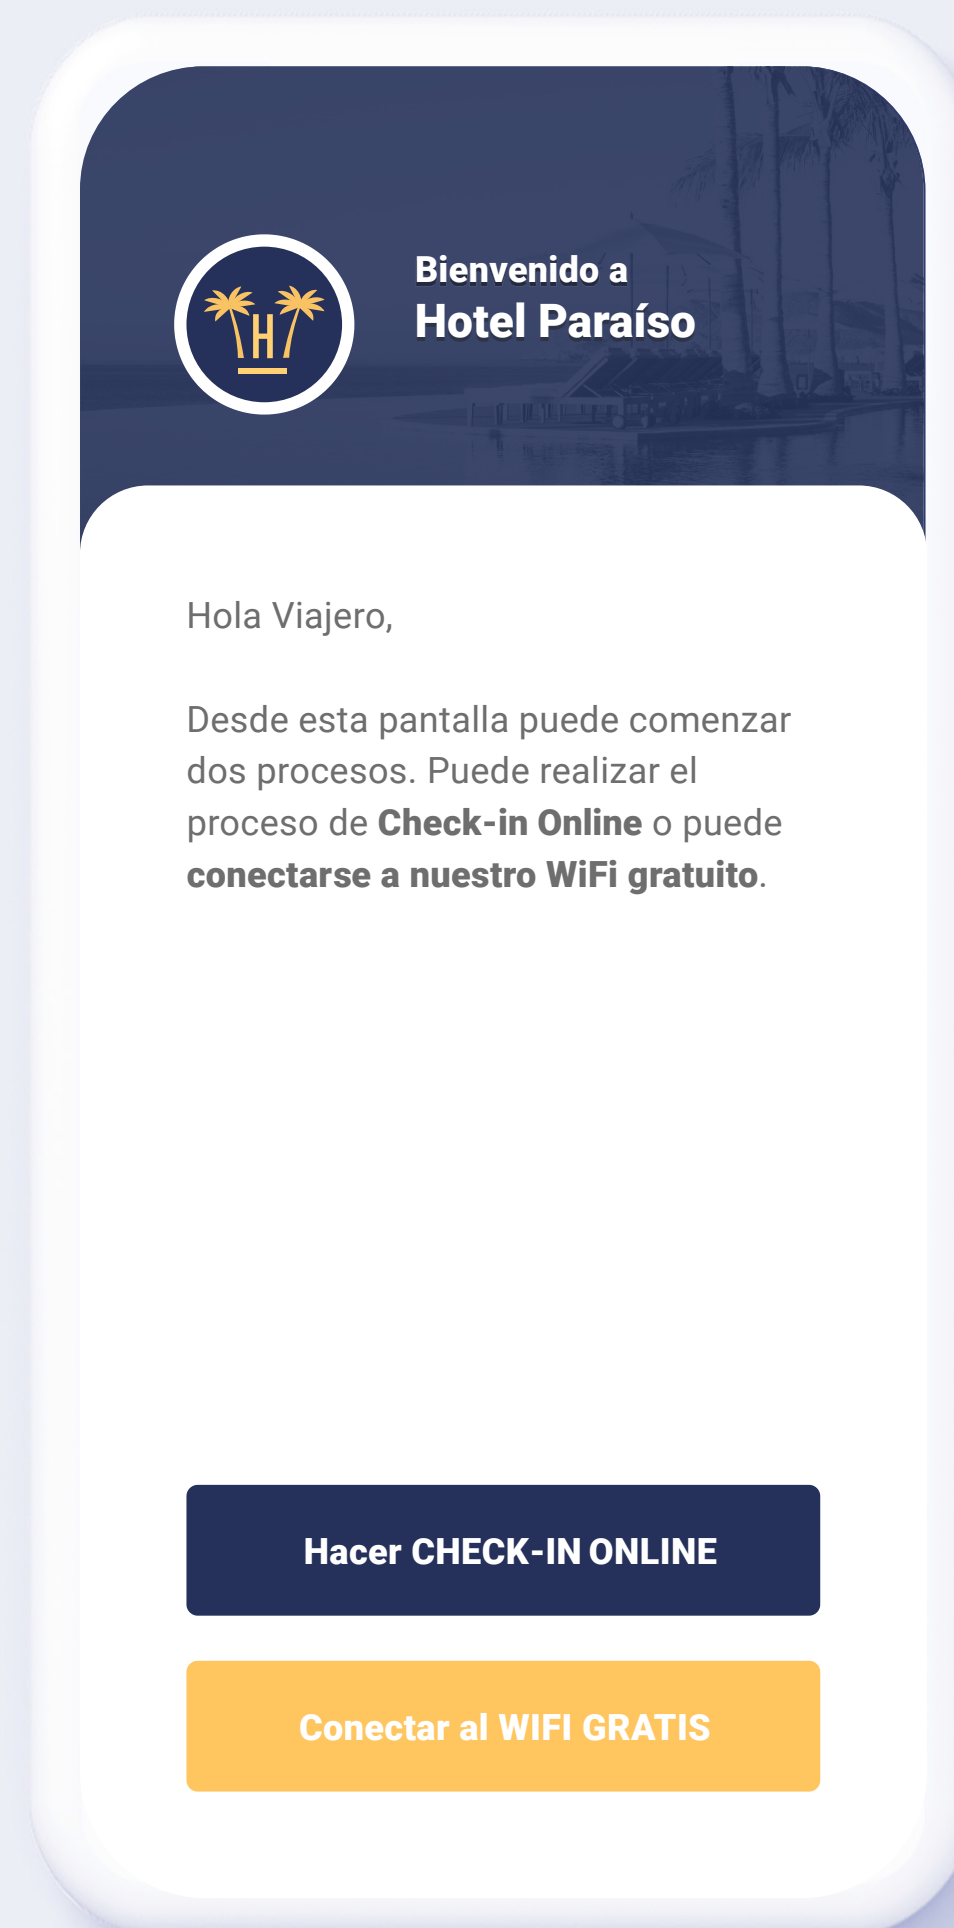 H
Bienvenido a
Hotel Paraíso
Hola Viajero,
Desde esta pantalla puede comenzar
dos procesos. Puede realizar el
proceso de Check-in Online o puede
conectarse a nuestro WiFi gratuito.
Hacer CHECK-IN ONLINE
Conectar al WIFI GRATIS